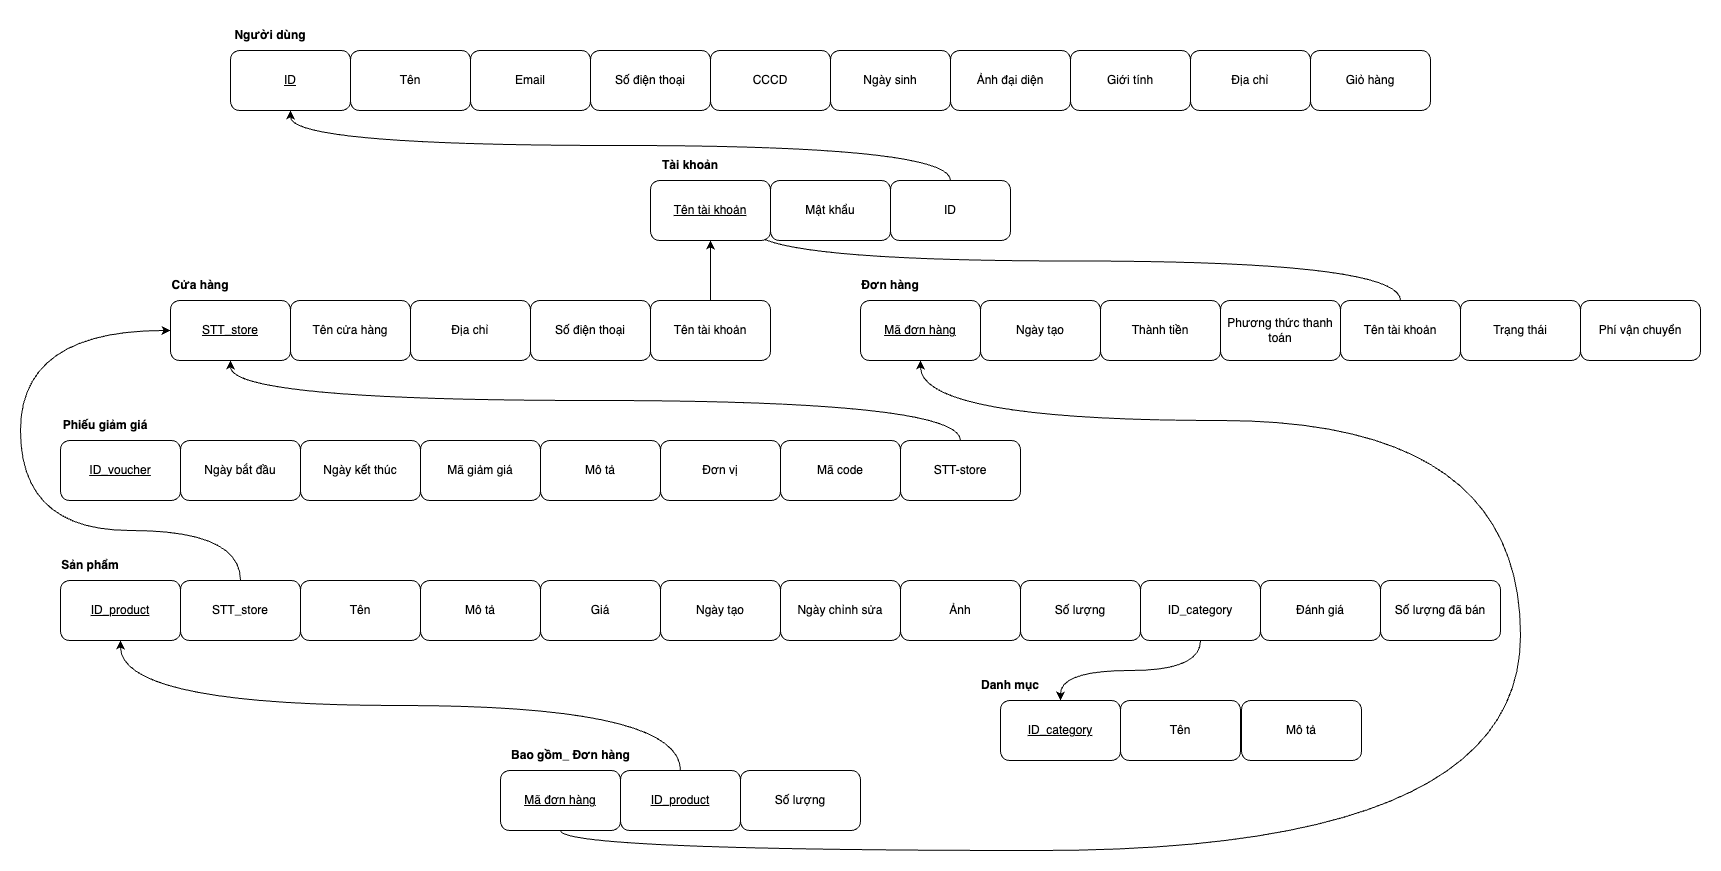 Người dùng
ID
Tên
Email
Số điện thoại
CCCD
Ngày sinh
Ảnh đại diện
Giới tính
Địa chỉ
Giỏ hàng
Tài khoản
Tên tài khoản
Mật khẩu
ID
Cửa hàng
STT_store
Tên cửa hàng
Địa chỉ
Số điện thoại
Tên tài khoản
Đơn hàng
Mã đơn hàng
Ngày tạo
Thành tiền
Phương thức thanh
toán
Tên tài khoản
Trạng thái
Phí vận chuyển
Phiếu giảm giá
ID_voucher
Ngày bắt đầu
Ngày kết thúc
Mã giảm giá
Mô tả
Đơn vị
Mã code
STT-store
Sản phẩm
ID_product
STT_store
Tên
Mô tả
Giá
Ngày tạo
Ngày chỉnh sửa
Ảnh
Số lượng
ID_category
Đánh giá
Số lượng đã bán
Danh mục
ID_category
Tên
Mô tả
Bao gồm_ Đơn hàng
Mã đơn hàng
ID_product
Số lượng